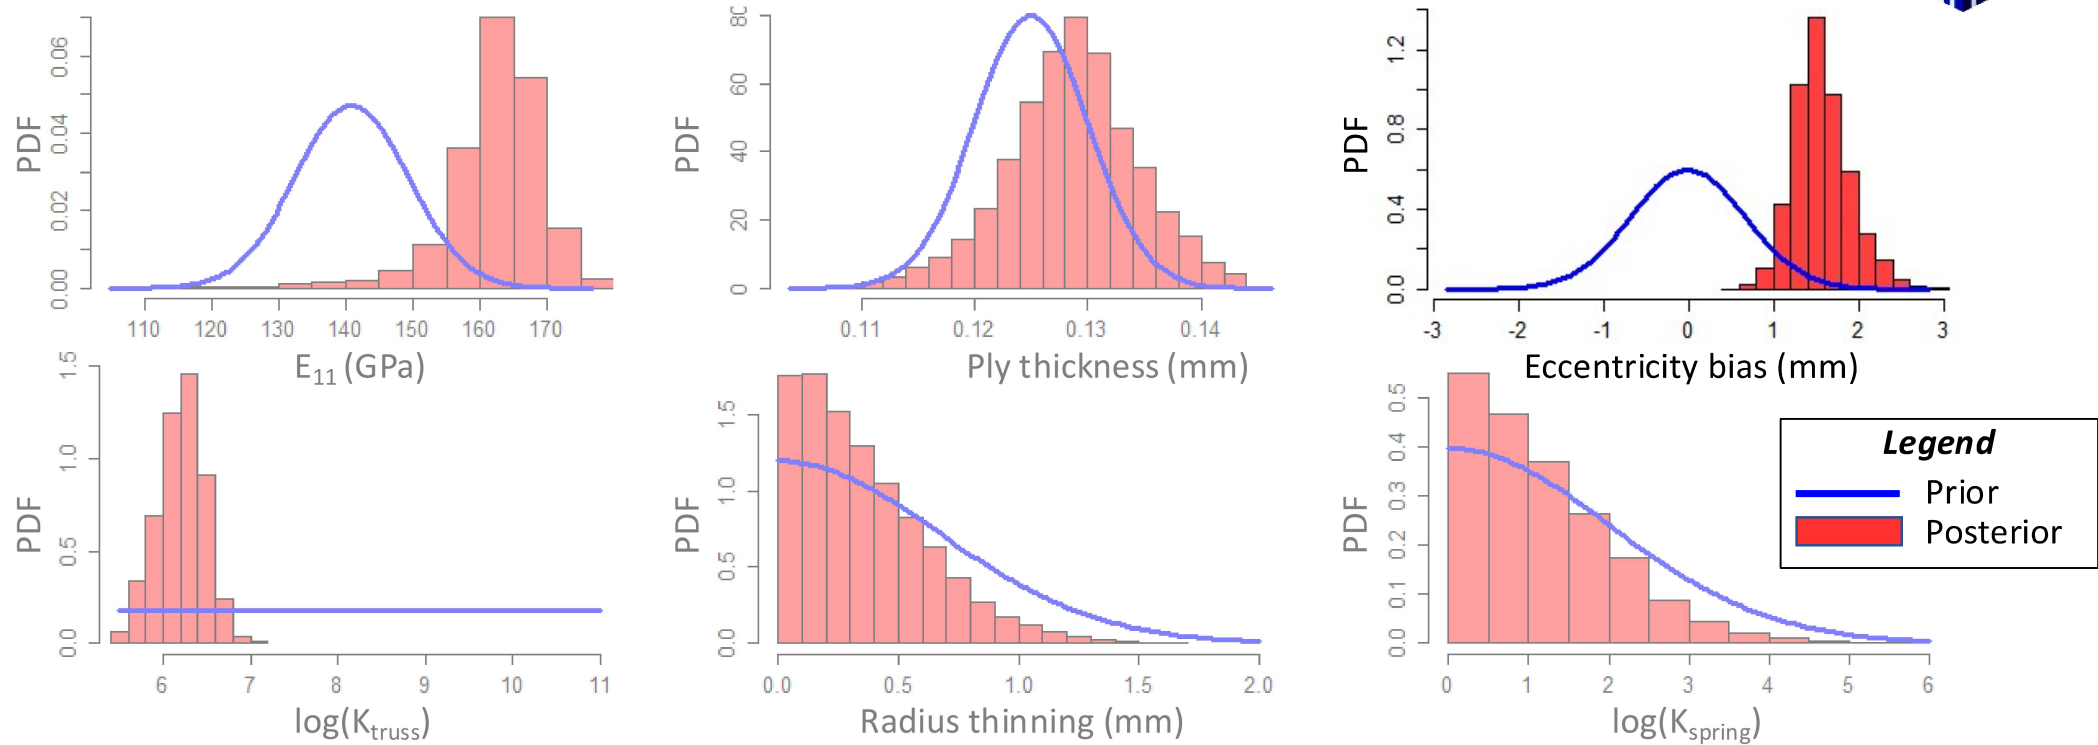 PDF
0.00 0.02 0.04 0.06
110 120 130 140 150 160 170
E11 (GPa)
PDF
0 20 40 60 80
0.11 0.12 0.13 0.14
Ply thickness (mm)
PDF
0.0 0.4 0.8 1.2
-3 -2 -1 0 1 2 3
Eccentricity bias (mm)
PDF
0.0 0.5 1.0 1.5
6 7 8 9 10 11
log(Ktruss)
PDF
0.0 0.5 1.0 1.5
0.0 0.5 1.0 1.5 2.0
Radius thinning (mm)
PDF
0.0 0.1 0.2 0.3 0.4 0.5
0 1 2 3 4 5 6
log(Kspring)
Legend
Prior
Posterior